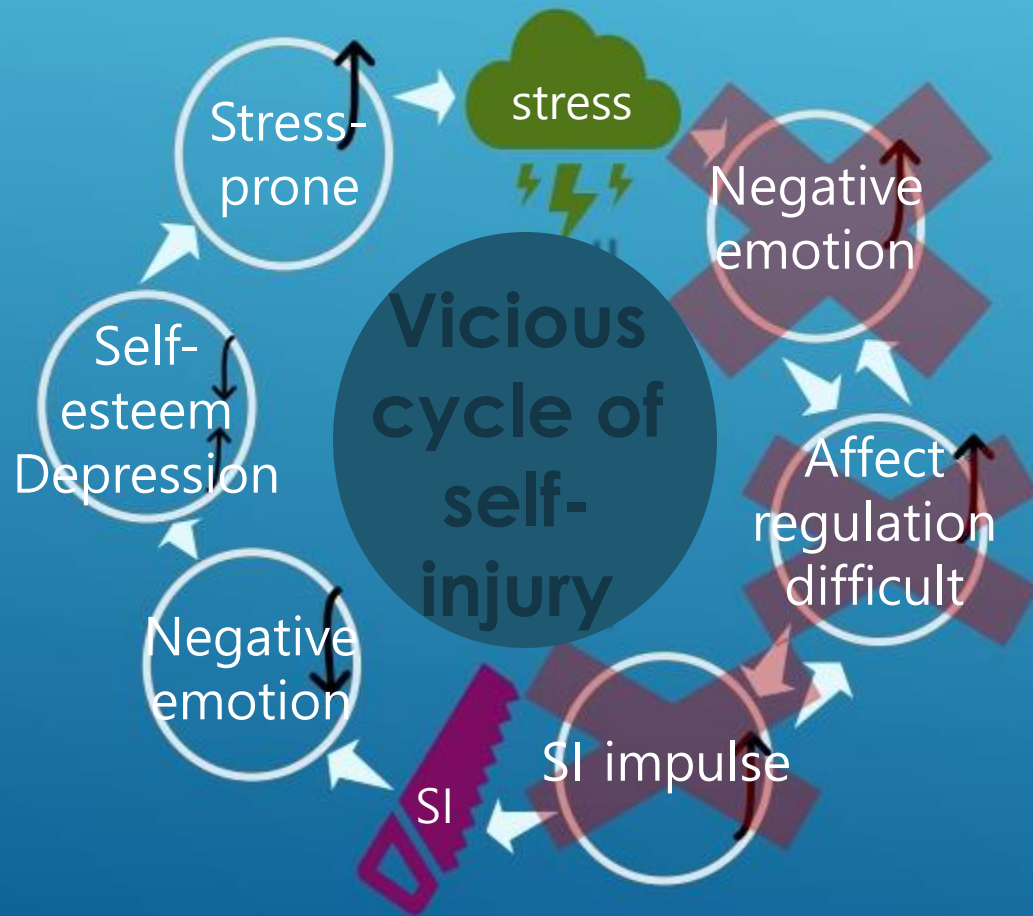 Stress-
prone
stress
Negative
emotion
Vicious
cycle of
self-
injury
Self-
esteem
Depression
Affect
regulation
difficult
Negative
emotion
SI impulse
SI